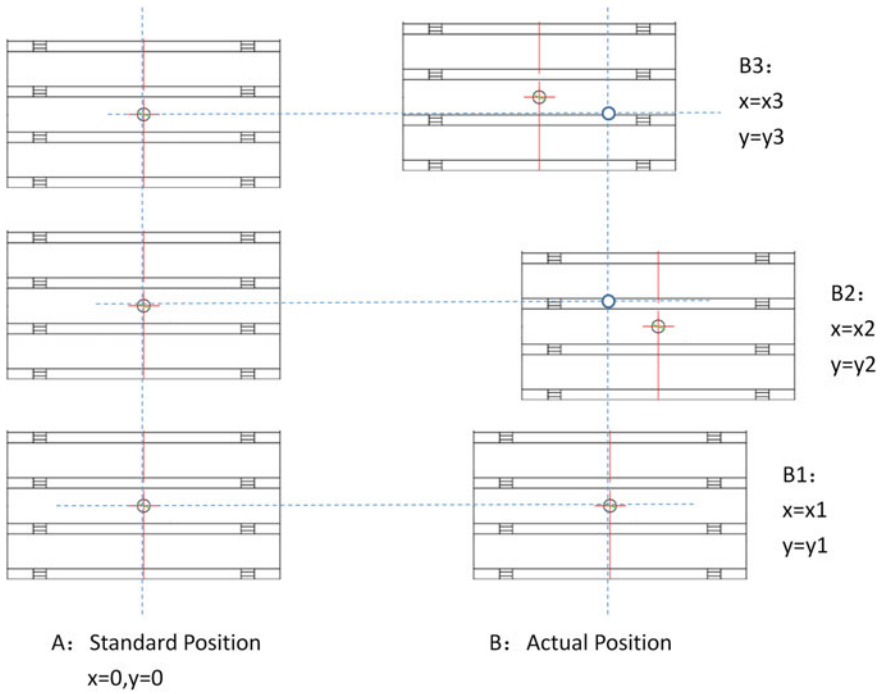 B3：
x=x3
y=y3
B2：
x=x2
y=y2
B1：
x=x1
y=y1
A： Standard Position
x=0,y=0
B： Actual Position